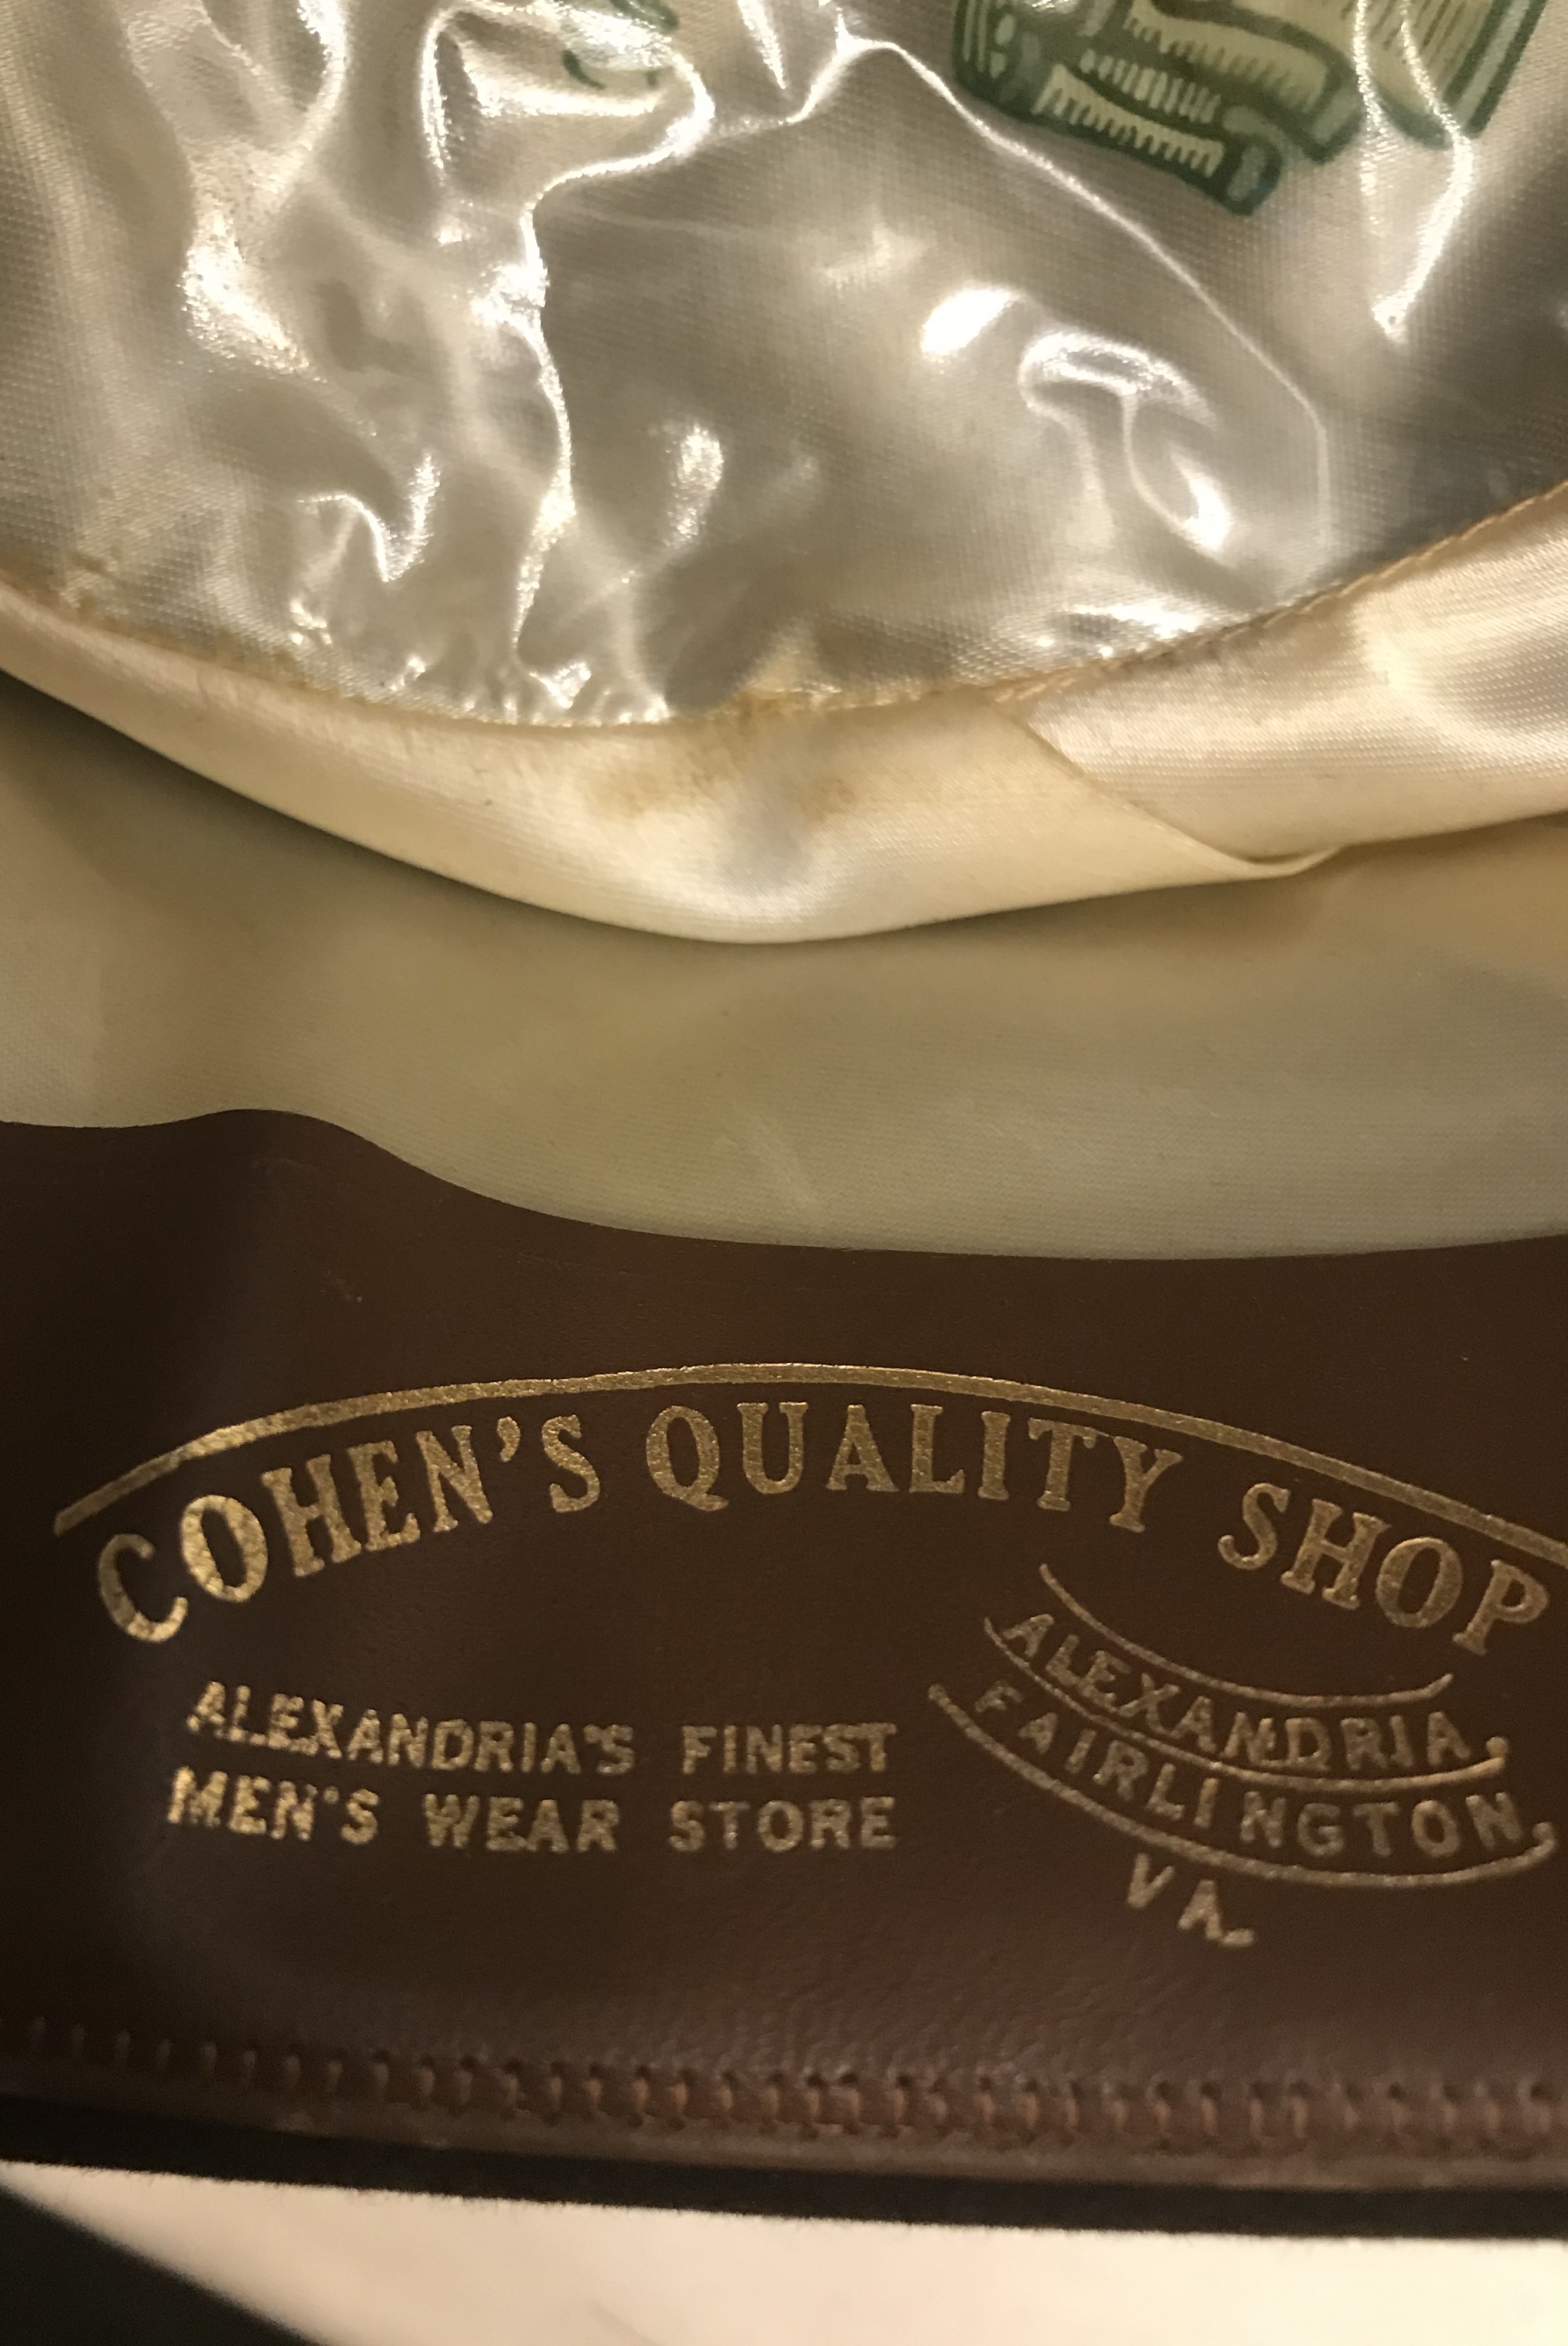 COHEN'S QUALITY SHOP
ALEXANDRIA'S FINEST
MEN'S WEAR STORE
ALEXANDRIA,
FAIRLINGTON,
VA.